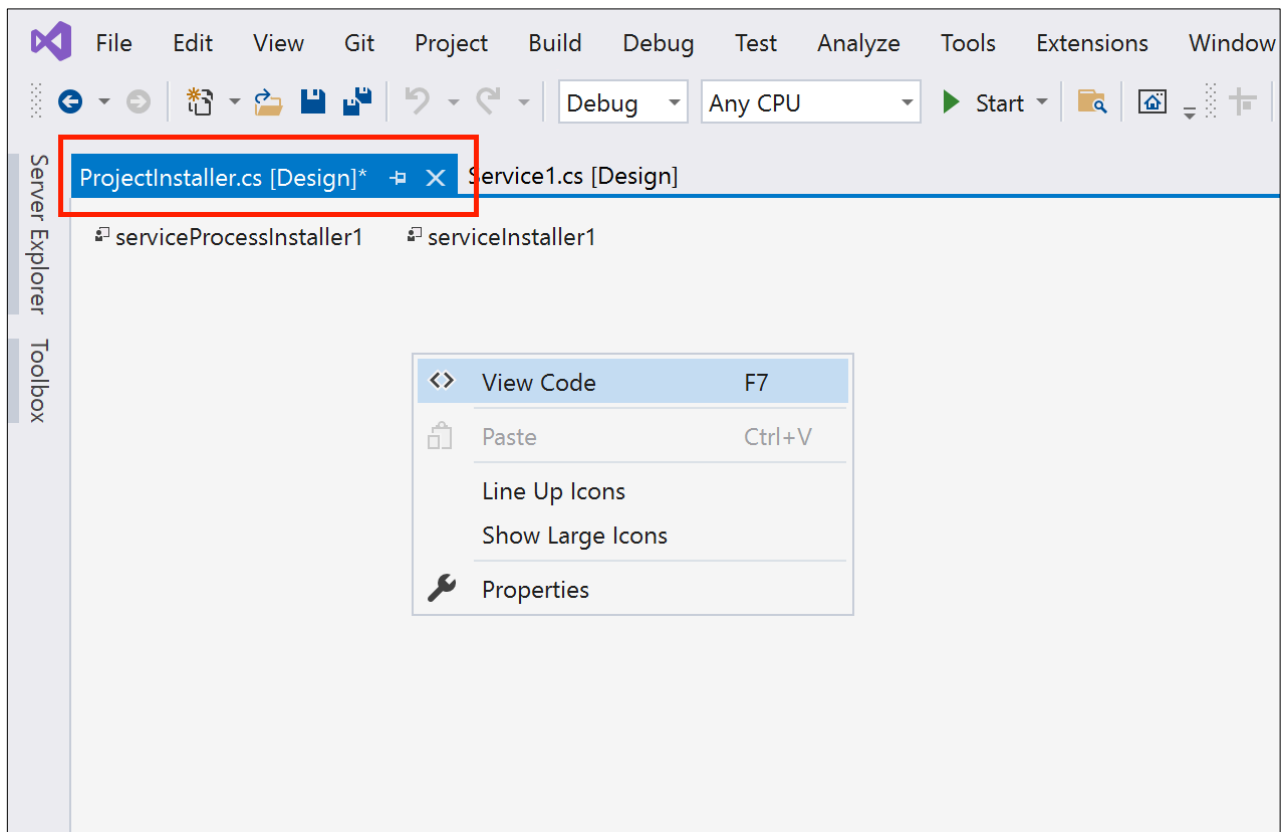 File Edit View Git Project Build Debug Test Analyze Tools Extensions Window
Debug Any CPU Start
ProjectInstaller.cs [Design]* Service1.cs [Design]
serviceProcessInstaller1 serviceInstaller1
Server Explorer
Toolbox
View Code F7
Paste Ctrl+V
Line Up Icons
Show Large Icons
Properties